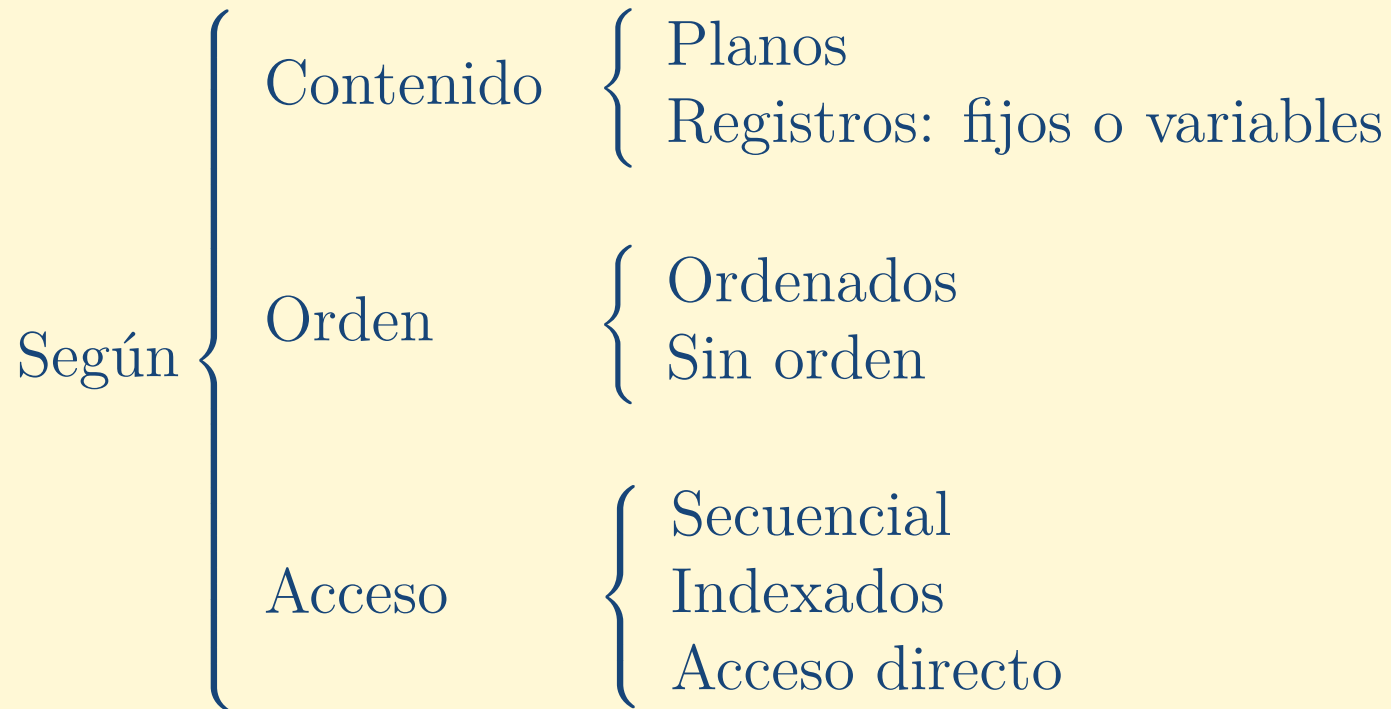 Según
Contenido
Planos
Registros: fijos o variables
Orden
Ordenados
Sin orden
Acceso
Secuencial
Indexados
Acceso directo